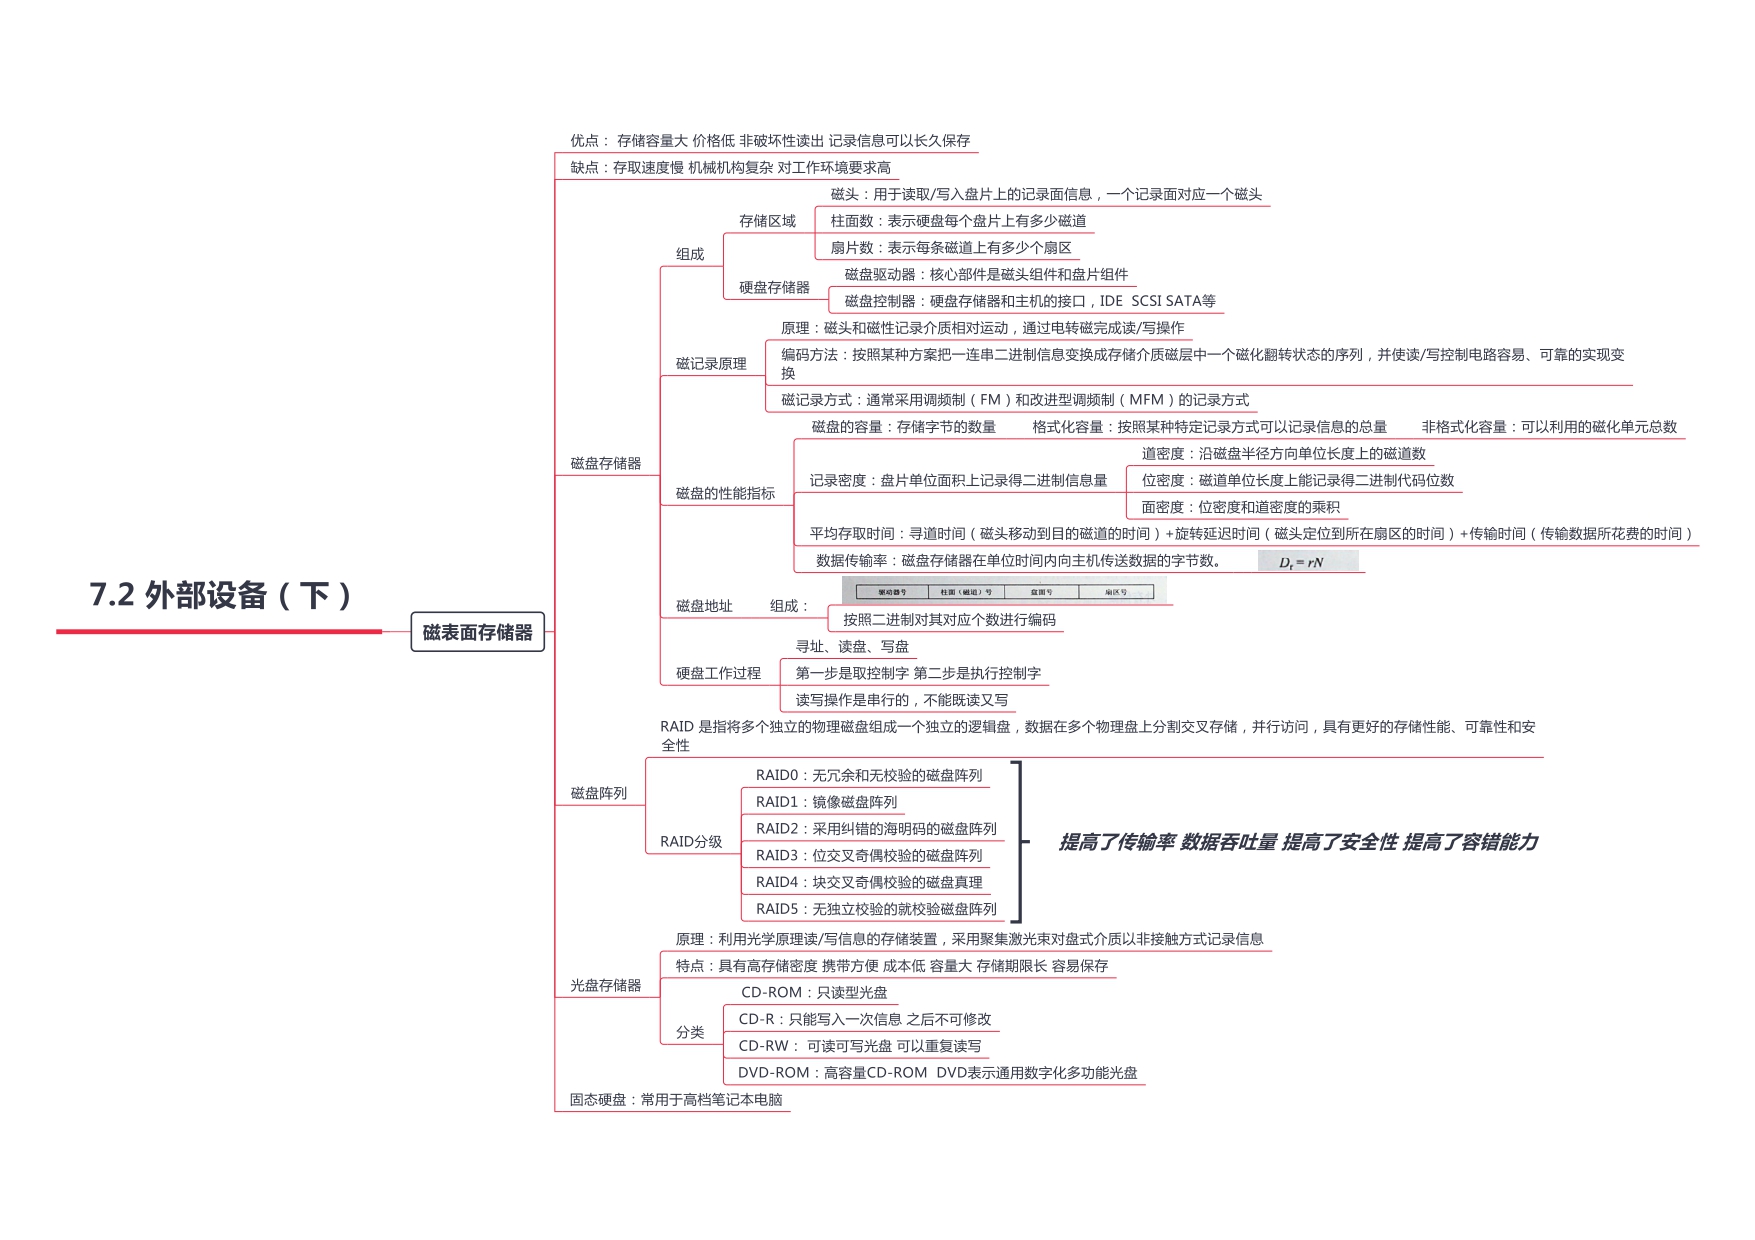 7.2 外部设备（下）
磁表面存储器
优点： 存储容量大 价格低 非破坏性读出 记录信息可以长久保存
缺点：存取速度慢 机械机构复杂 对工作环境要求高
磁盘存储器
组成
存储区域
磁头：用于读取/写入盘片上的记录面信息，一个记录面对应一个磁头
柱面数：表示硬盘每个盘片上有多少磁道
扇片数：表示每条磁道上有多少个扇区
硬盘存储器
磁盘驱动器：核心部件是磁头组件和盘片组件
磁盘控制器：硬盘存储器和主机的接口，IDE SCSI SATA等
磁记录原理
原理：磁头和磁性记录介质相对运动，通过电转磁完成读/写操作
编码方法：按照某种方案把一连串二进制信息变换成存储介质磁层中一个磁化翻转状态的序列，并使读/写控制电路容易、可靠的实现变
换
磁记录方式：通常采用调频制（FM）和改进型调频制（MFM）的记录方式
磁盘的性能指标
磁盘的容量：存储字节的数量 格式化容量：按照某种特定记录方式可以记录信息的总量 非格式化容量：可以利用的磁化单元总数
记录密度：盘片单位面积上记录得二进制信息量
道密度：沿磁盘半径方向单位长度上的磁道数
位密度：磁道单位长度上能记录得二进制代码位数
面密度：位密度和道密度的乘积
平均存取时间：寻道时间（磁头移动到目的磁道的时间）+旋转延迟时间（磁头定位到所在扇区的时间）+传输时间（传输数据所花费的时间）
数据传输率：磁盘存储器在单位时间内向主机传送数据的字节数。 Dr = rN
磁盘地址 组成：
驱动器号 柱面（磁道）号 盘面号 扇区号
按照二进制对其对应个数进行编码
硬盘工作过程
寻址、读盘、写盘
第一步是取控制字 第二步是执行控制字
读写操作是串行的，不能既读又写
磁盘阵列
RAID 是指将多个独立的物理磁盘组成一个独立的逻辑盘，数据在多个物理盘上分割交叉存储，并行访问，具有更好的存储性能、可靠性和安
全性
RAID分级
RAID0：无冗余和无校验的磁盘阵列
RAID1：镜像磁盘阵列
RAID2：采用纠错的海明码的磁盘阵列
RAID3：位交叉奇偶校验的磁盘阵列
RAID4：块交叉奇偶校验的磁盘真理
RAID5：无独立校验的就校验磁盘阵列
提高了传输率 数据吞吐量 提高了安全性 提高了容错能力
光盘存储器
原理：利用光学原理读/写信息的存储装置，采用聚集激光束对盘式介质以非接触方式记录信息
特点：具有高存储密度 携带方便 成本低 容量大 存储期限长 容易保存
分类
CD-ROM：只读型光盘
CD-R：只能写入一次信息 之后不可修改
CD-RW： 可读可写光盘 可以重复读写
DVD-ROM：高容量CD-ROM DVD表示通用数字化多功能光盘
固态硬盘：常用于高档笔记本电脑